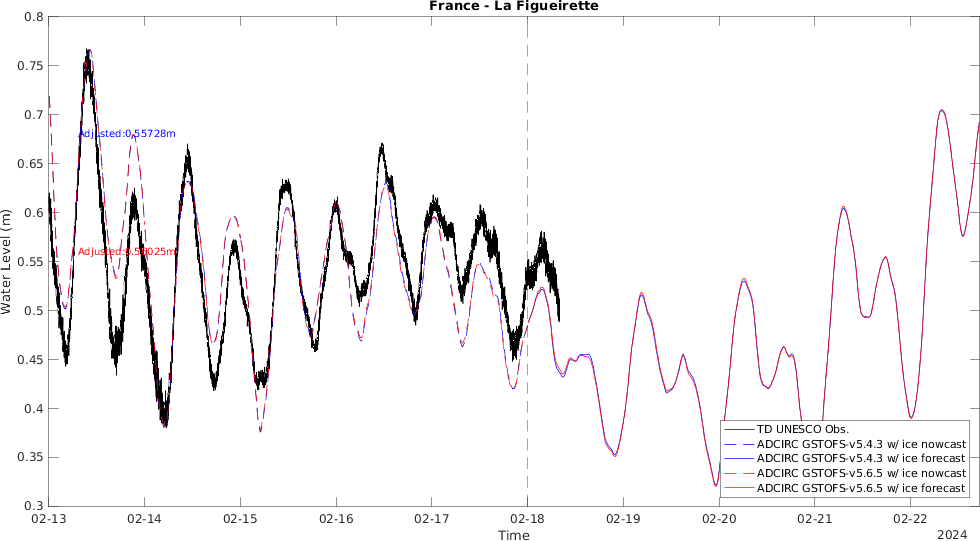 France - La Figueirette
0.8
0.75
0.7
0.65
0.6
0.55
0.5
0.45
0.4
0.35
0.3
Water Level (m)
Adjusted:0.55728m
TD UNESCO Obs.
ADCIRC GSTOFS-v5.4.3 w/ ice nowcast
ADCIRC GSTOFS-v5.4.3 w/ ice forecast
ADCIRC GSTOFS-v5.6.5 w/ ice nowcast
ADCIRC GSTOFS-v5.6.5 w/ ice forecast
02-13 02-14 02-15 02-16 02-17 02-18 02-19 02-20 02-21 02-22
Time
2024